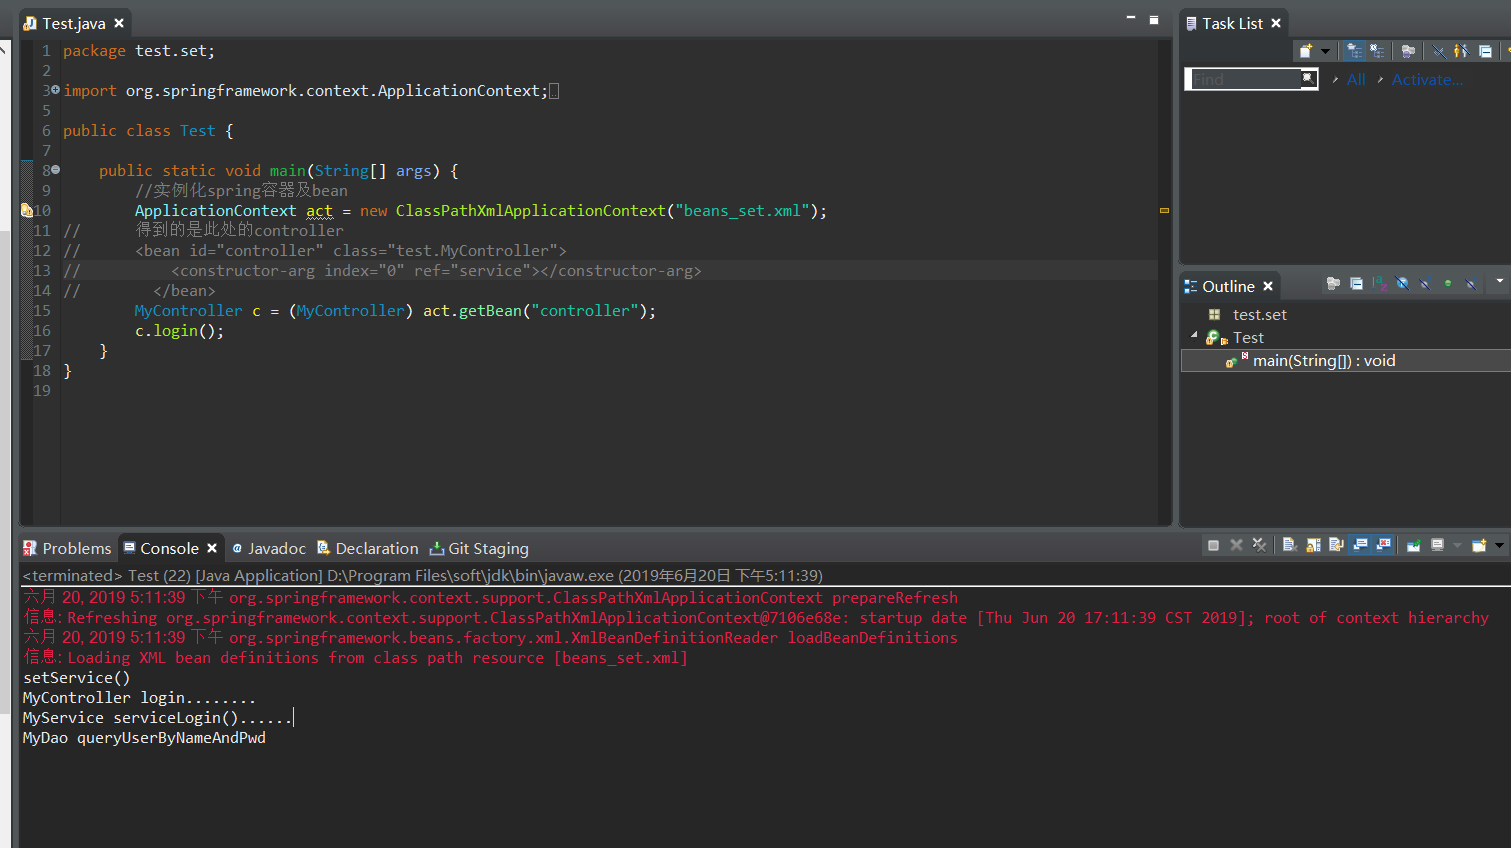 Test.java
1 package test.set;
2
3 import org.springframework.context.ApplicationContext;
5
6 public class Test {
7
8 public static void main(String[] args) {
9 //实例化spring容器及bean
10 ApplicationContext act = new ClassPathXmlApplicationContext("beans_set.xml");
11 // 得到的是此处的controller
12 // <bean id="controller" class="test.MyController">
13 // <constructor-arg index="0" ref="service"></constructor-arg>
14 // </bean>
15 MyController c = (MyController) act.getBean("controller");
16 c.login();
17 }
18 }
19
Task List
Find All Activate...
Outline
test.set
Test
main(String[]) : void
Problems Console Javadoc Declaration Git Staging
<terminated> Test (22) [Java Application] D:\Program Files\soft\jdk\bin\javaw.exe (2019年6月20日 下午5:11:39)
六月 20, 2019 5:11:39 下午 org.springframework.context.support.ClassPathXmlApplicationContext prepareRefresh
信息: Refreshing org.springframework.context.support.ClassPathXmlApplicationContext@7106e68e: startup date [Thu Jun 20 17:11:39 CST 2019]; root of context hierarchy
六月 20, 2019 5:11:39 下午 org.springframework.beans.factory.xml.XmlBeanDefinitionReader loadBeanDefinitions
信息: Loading XML bean definitions from class path resource [beans_set.xml]
setService()
MyController login........
MyService serviceLogin()......
MyDao queryUserByNameAndPwd